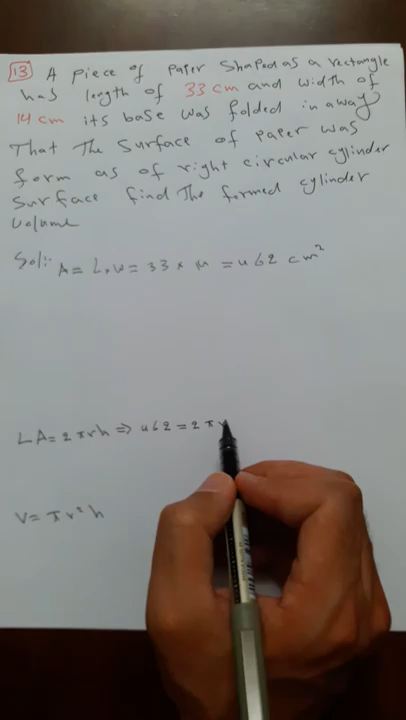 13 A piece of Paper Shaped as a rectangle
has length of 33 cm and width of
14 cm its base was folded in away
That The Surface of Paper was
form as of right circular cylinder
Surface find The formed cylinder
Volume
Sol: A = L.W = 33 × 14 = 462 cm²
LA = 2πrh ⇒ 462 = 2π
V = πr²h